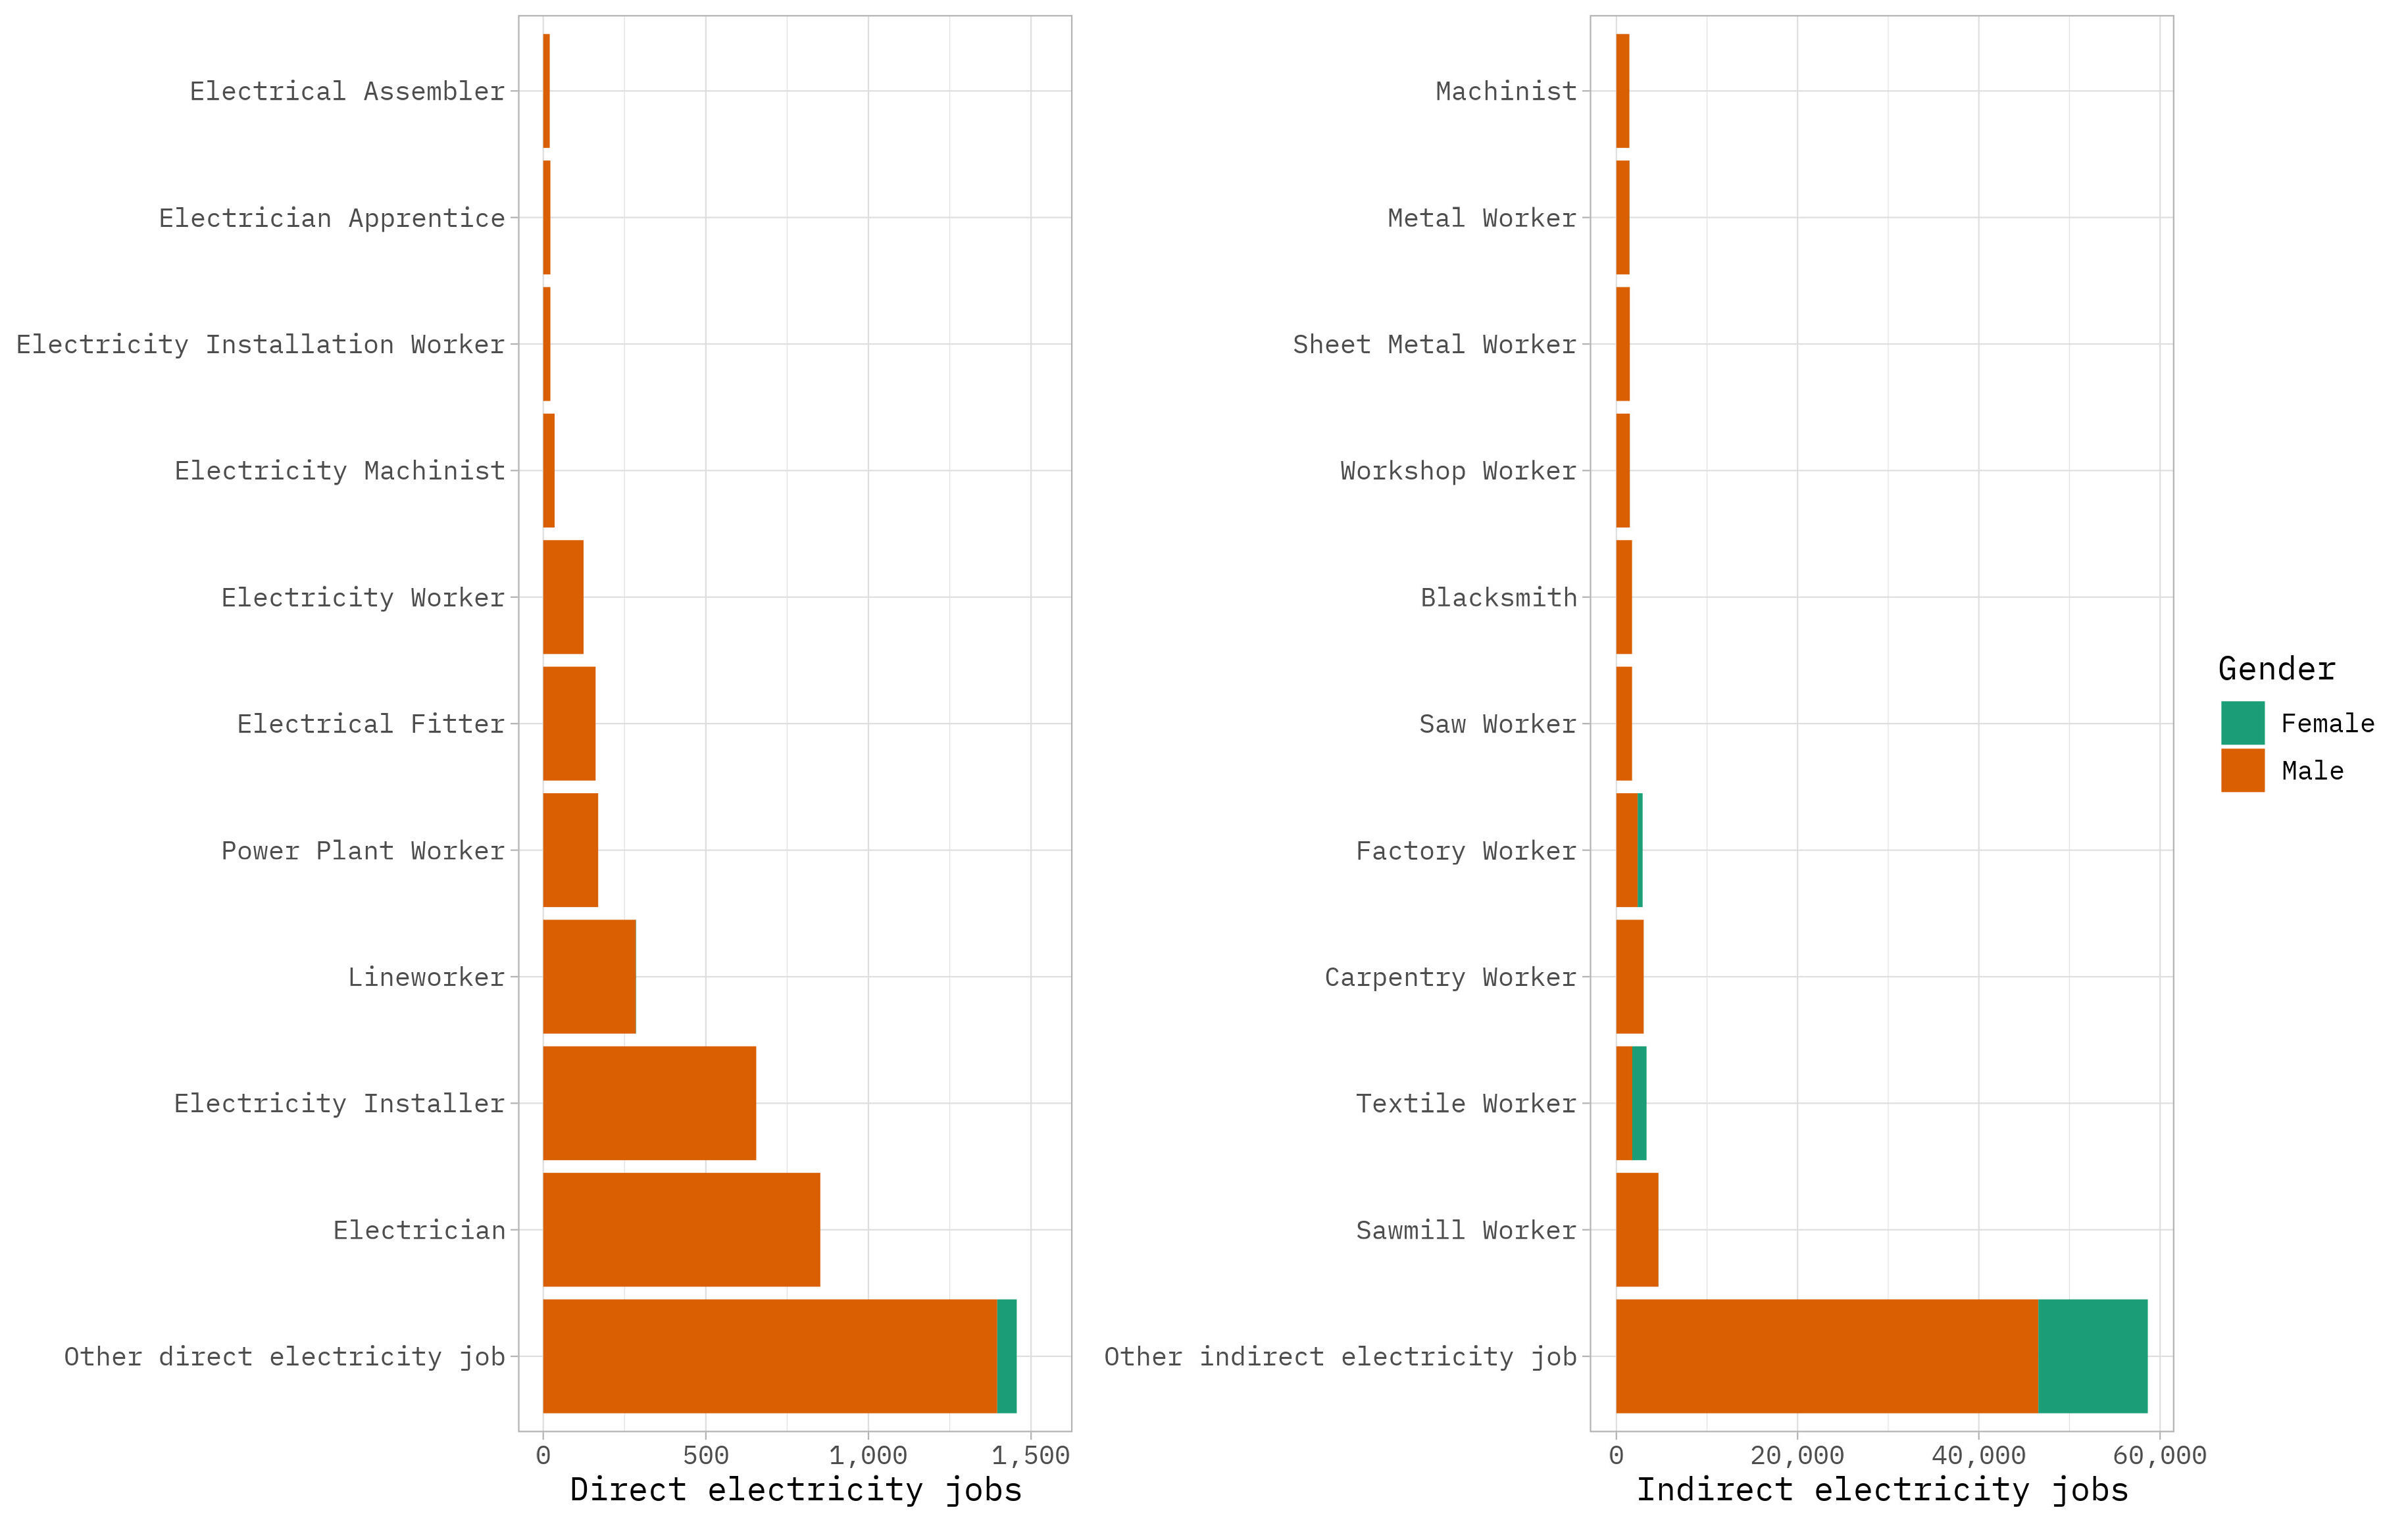 Electrical Assembler
Electrician Apprentice
Electricity Installation Worker
Electricity Machinist
Electricity Worker
Electrical Fitter
Power Plant Worker
Lineworker
Electricity Installer
Electrician
Other direct electricity job
0 500 1,000 1,500
Direct electricity jobs
Machinist
Metal Worker
Sheet Metal Worker
Workshop Worker
Blacksmith
Saw Worker
Factory Worker
Carpentry Worker
Textile Worker
Sawmill Worker
Other indirect electricity job
0 20,000 40,000 60,000
Indirect electricity jobs
Gender
Female
Male